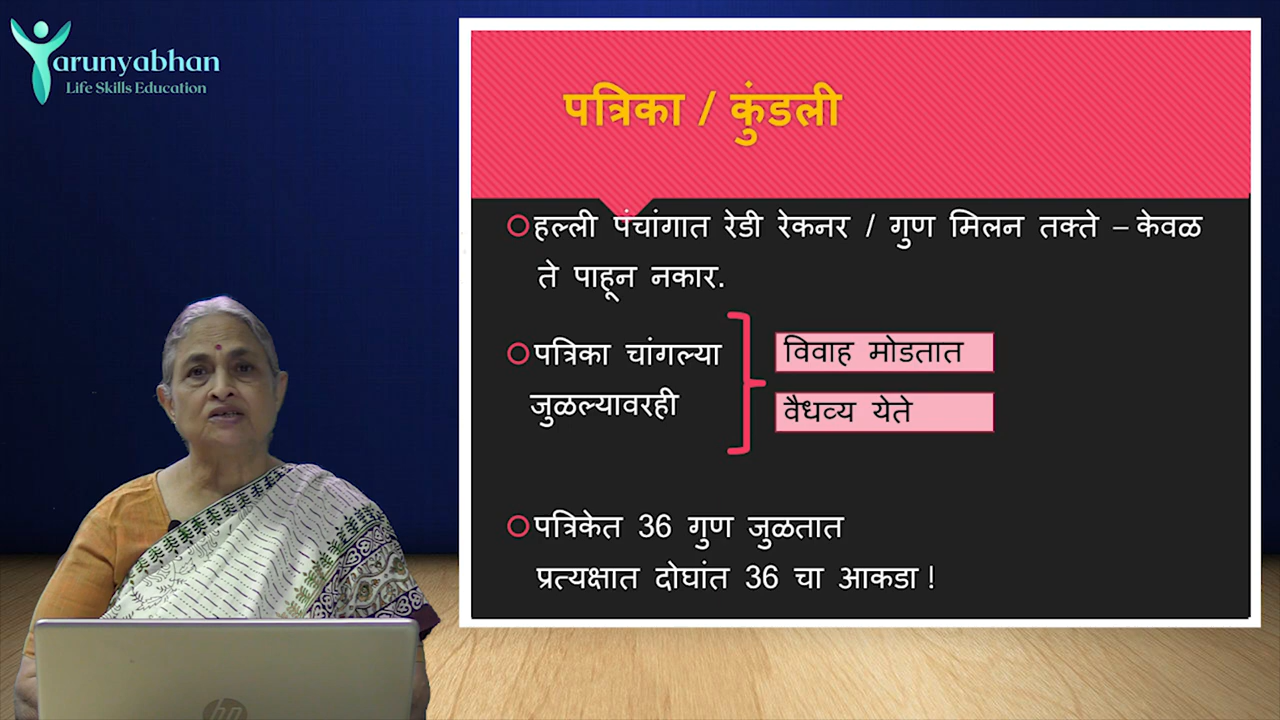 Tarunyabhan
Life Skills Education
पत्रिका / कुंडली
हल्ली पंचांगात रेडी रेकनर / गुण मिलन तक्ते – केवळ
ते पाहून नकार.
पत्रिका चांगल्या
जुळल्यावरही
विवाह मोडतात
वैधव्य येते
पत्रिकेत 36 गुण जुळतात
प्रत्यक्षात दोघांत 36 चा आकडा !
hp